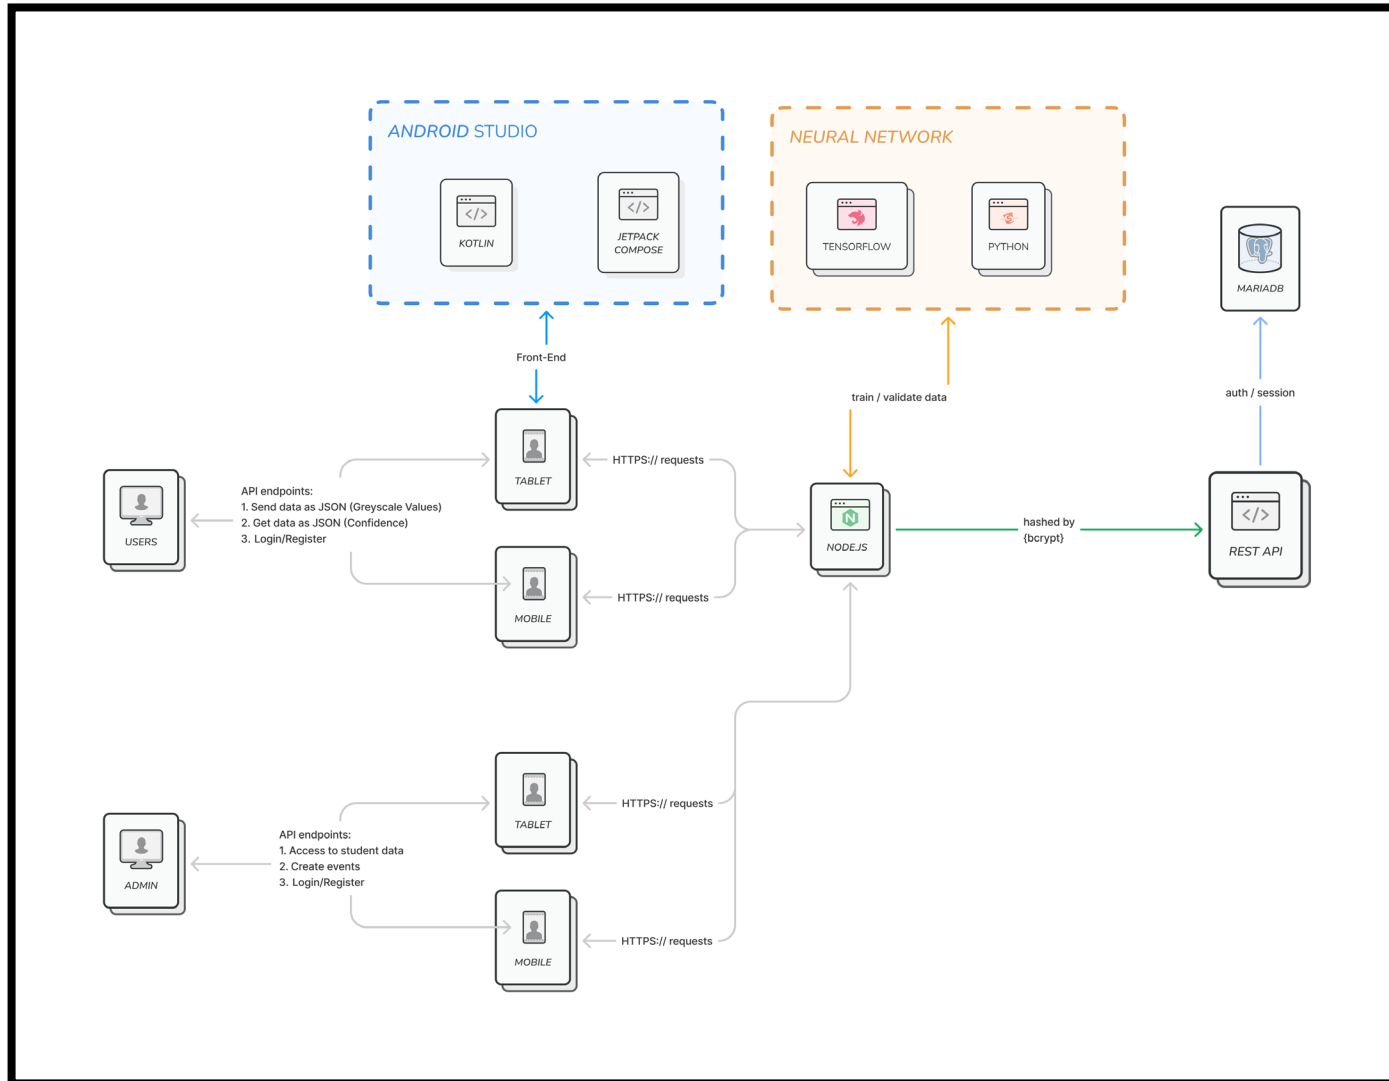 ANDROID STUDIO
KOTLIN
JETPACK
COMPOSE
NEURAL NETWORK
TENSORFLOW
PYTHON
MARIADB
Front-End
train / validate data
auth / session
USERS
API endpoints:
1. Send data as JSON (Greyscale Values)
2. Get data as JSON (Confidence)
3. Login/Register
TABLET
HTTPS:// requests
MOBILE
HTTPS:// requests
NODE.JS
hashed by
{bcrypt}
REST API
ADMIN
API endpoints:
1. Access to student data
2. Create events
3. Login/Register
TABLET
HTTPS:// requests
MOBILE
HTTPS:// requests